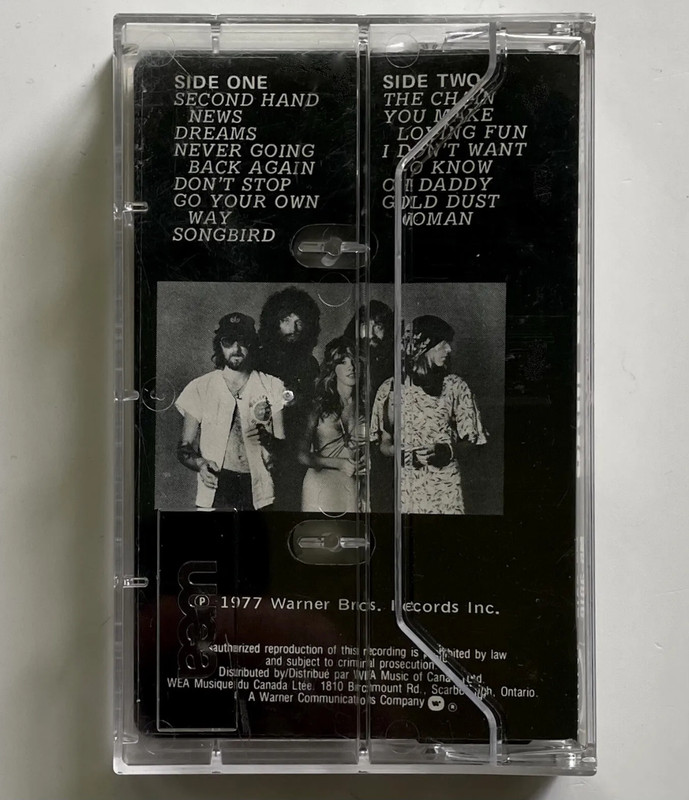 SIDE ONE
SECOND HAND
NEWS
DREAMS
NEVER GOING
BACK AGAIN
DON'T STOP
GO YOUR OWN
WAY
SONGBIRD
SIDE TWO
THE CHAIN
YOU MAKE
LOVING FUN
I DON'T WANT
TO KNOW
OH DADDY
GOLD DUST
WOMAN
wea
℗ 1977 Warner Bros. Records Inc.
Unauthorized reproduction of this recording is prohibited by law
and subject to criminal prosecution
Distributed by/Distribué par WEA Music of Canada, Ltd.
WEA Musique du Canada Ltée, 1810 Birchmount Rd., Scarborough, Ontario.
A Warner Communications Company ®